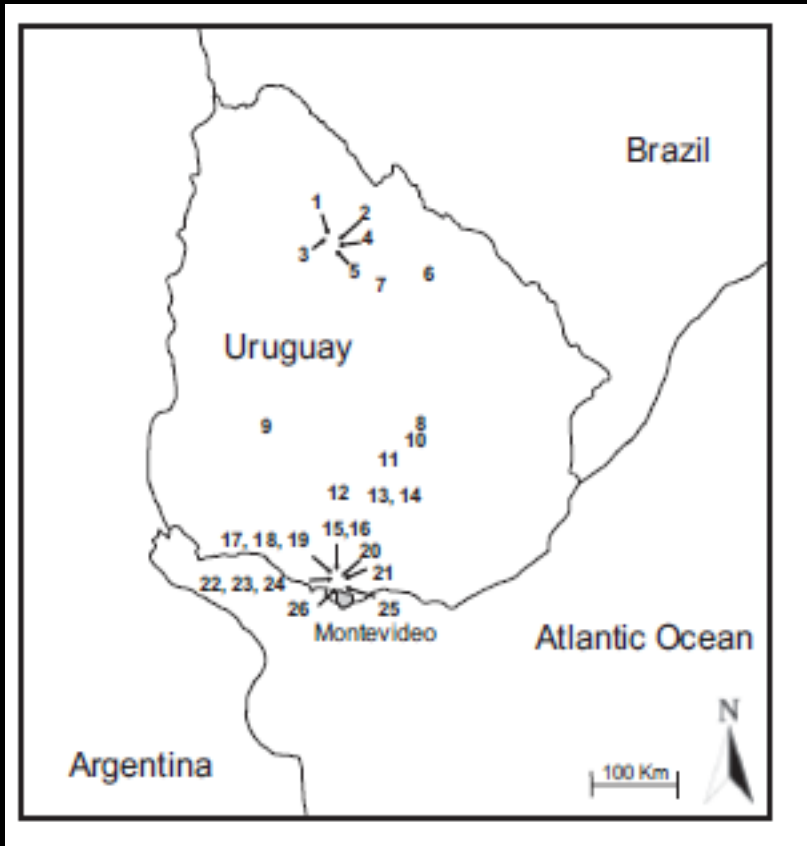 Brazil
1
2
4
3
5
6
7
Uruguay
9
8
10
11
12
13, 14
15,16
17, 18, 19
20
21
22, 23, 24
26
25
Montevideo
Atlantic Ocean
N
Argentina
100 Km